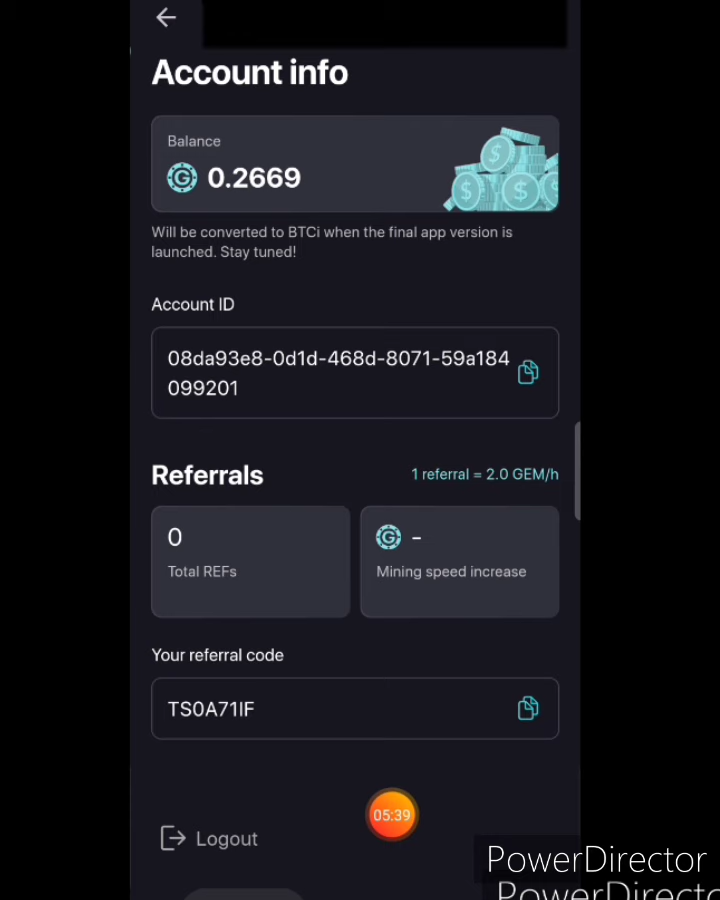 Account info
Balance
G 0.2669
Will be converted to BTCi when the final app version is
launched. Stay tuned!
Account ID
08da93e8-0d1d-468d-8071-59a184
099201
Referrals
1 referral = 2.0 GEM/h
0
Total REFs
G -
Mining speed increase
Your referral code
TS0A71IF
05:39
Logout
PowerDirector
PowerDirecto